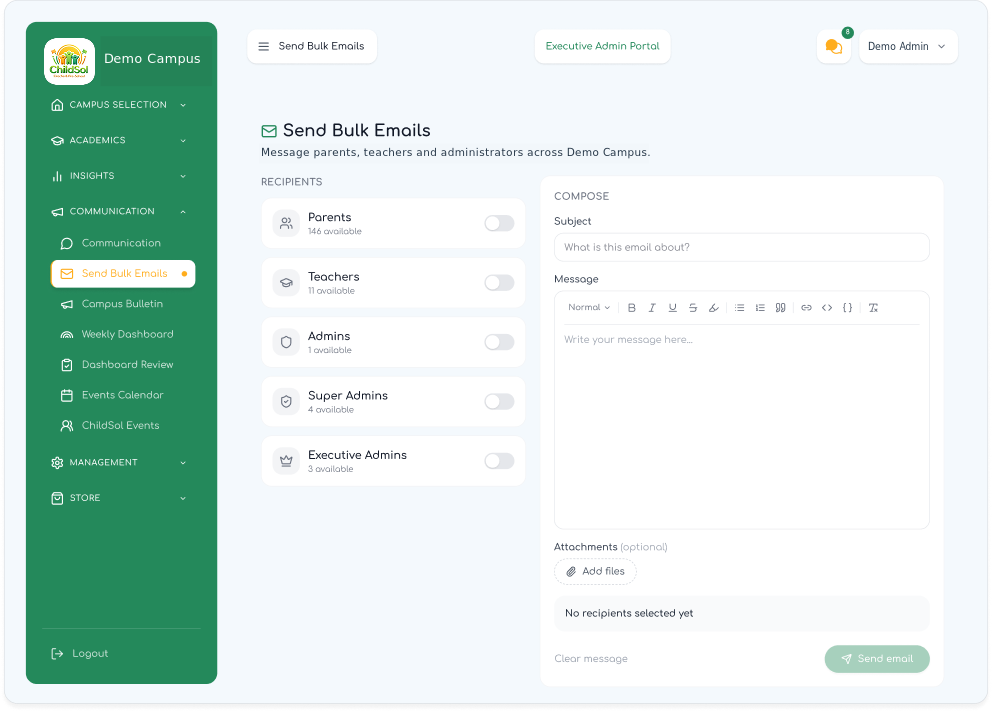 ChildSol
Demo Campus
CAMPUS SELECTION
ACADEMICS
INSIGHTS
COMMUNICATION
Communication
Send Bulk Emails
Campus Bulletin
Weekly Dashboard
Dashboard Review
Events Calendar
ChildSol Events
MANAGEMENT
STORE
Logout
Send Bulk Emails
Executive Admin Portal
8
Demo Admin
Send Bulk Emails
Message parents, teachers and administrators across Demo Campus.
RECIPIENTS
Parents
146 available
Teachers
11 available
Admins
1 available
Super Admins
4 available
Executive Admins
3 available
COMPOSE
Subject
What is this email about?
Message
Normal
Write your message here...
Attachments (optional)
Add files
No recipients selected yet
Clear message
Send email